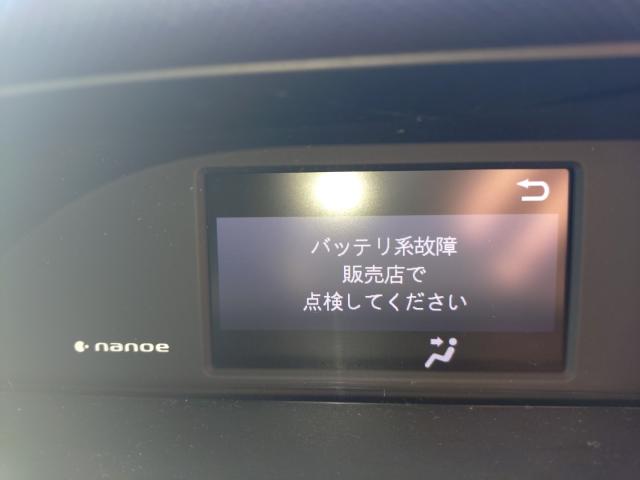 バッテリ系故障
販売店で
点検してください
nanoe